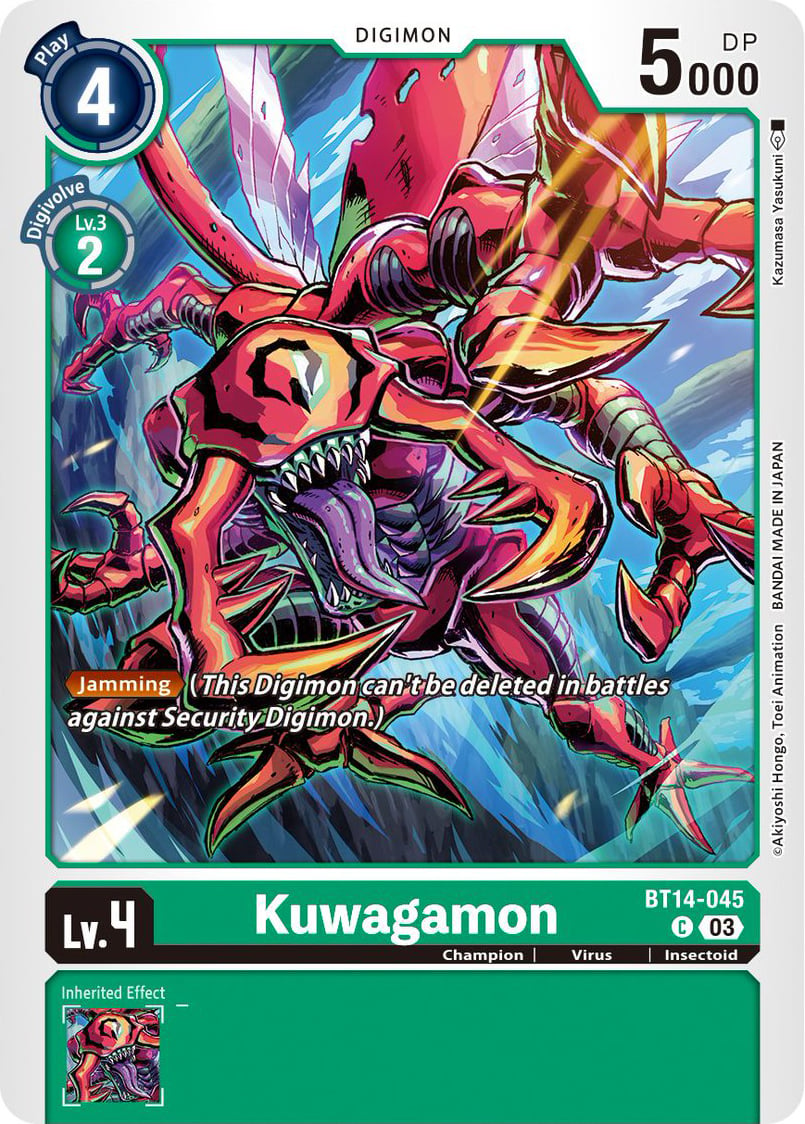 DIGIMON
Play
4
5000
DP
Digivolve
Lv.3
2
Kazumasa Yasukuni
BANDAI MADE IN JAPAN
©Akiyoshi Hongo, Toei Animation
Jamming (This Digimon can't be deleted in battles
against Security Digimon.)
Lv.4
Kuwagamon
BT14-045
C 03
Champion | Virus | Insectoid
Inherited Effect —